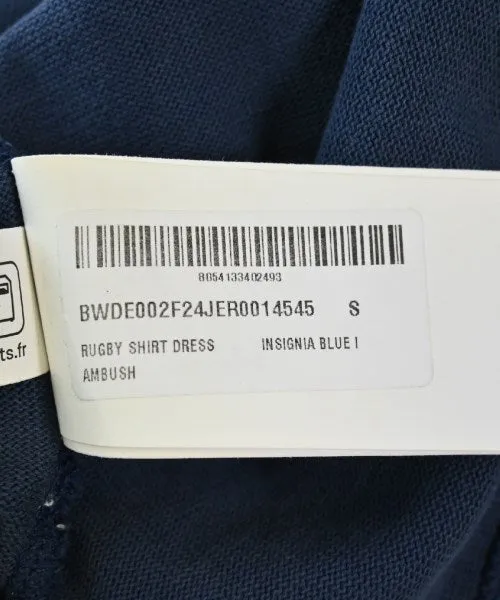 8054133402493
BWDE002F24JER0014545 S
RUGBY SHIRT DRESS INSIGNIA BLUE I
AMBUSH
ts.fr